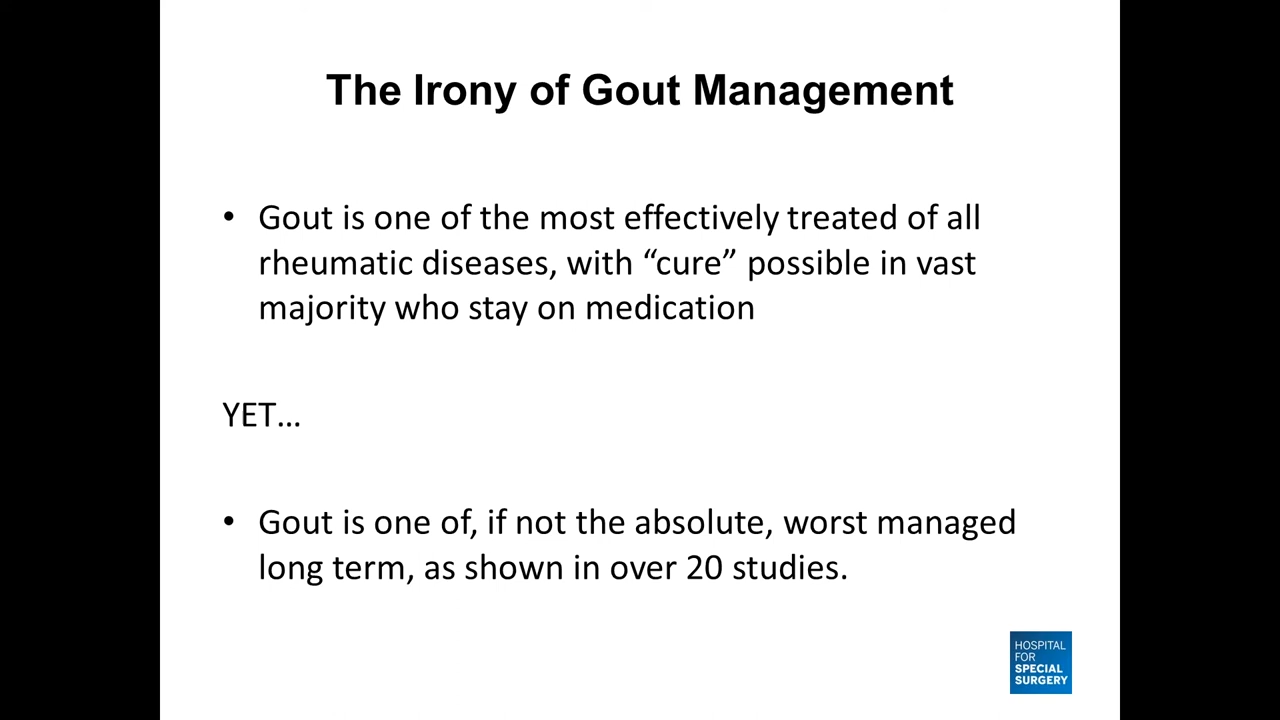 The Irony of Gout Management
• Gout is one of the most effectively treated of all
rheumatic diseases, with “cure” possible in vast
majority who stay on medication
YET…
• Gout is one of, if not the absolute, worst managed
long term, as shown in over 20 studies.
HOSPITAL
FOR
SPECIAL
SURGERY